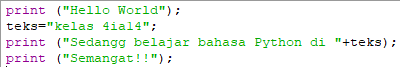 print ("Hello World");
teks="kelas 4ia14";
print ("Sedangg belajar bahasa Python di "+teks);
print ("Semangat!!");